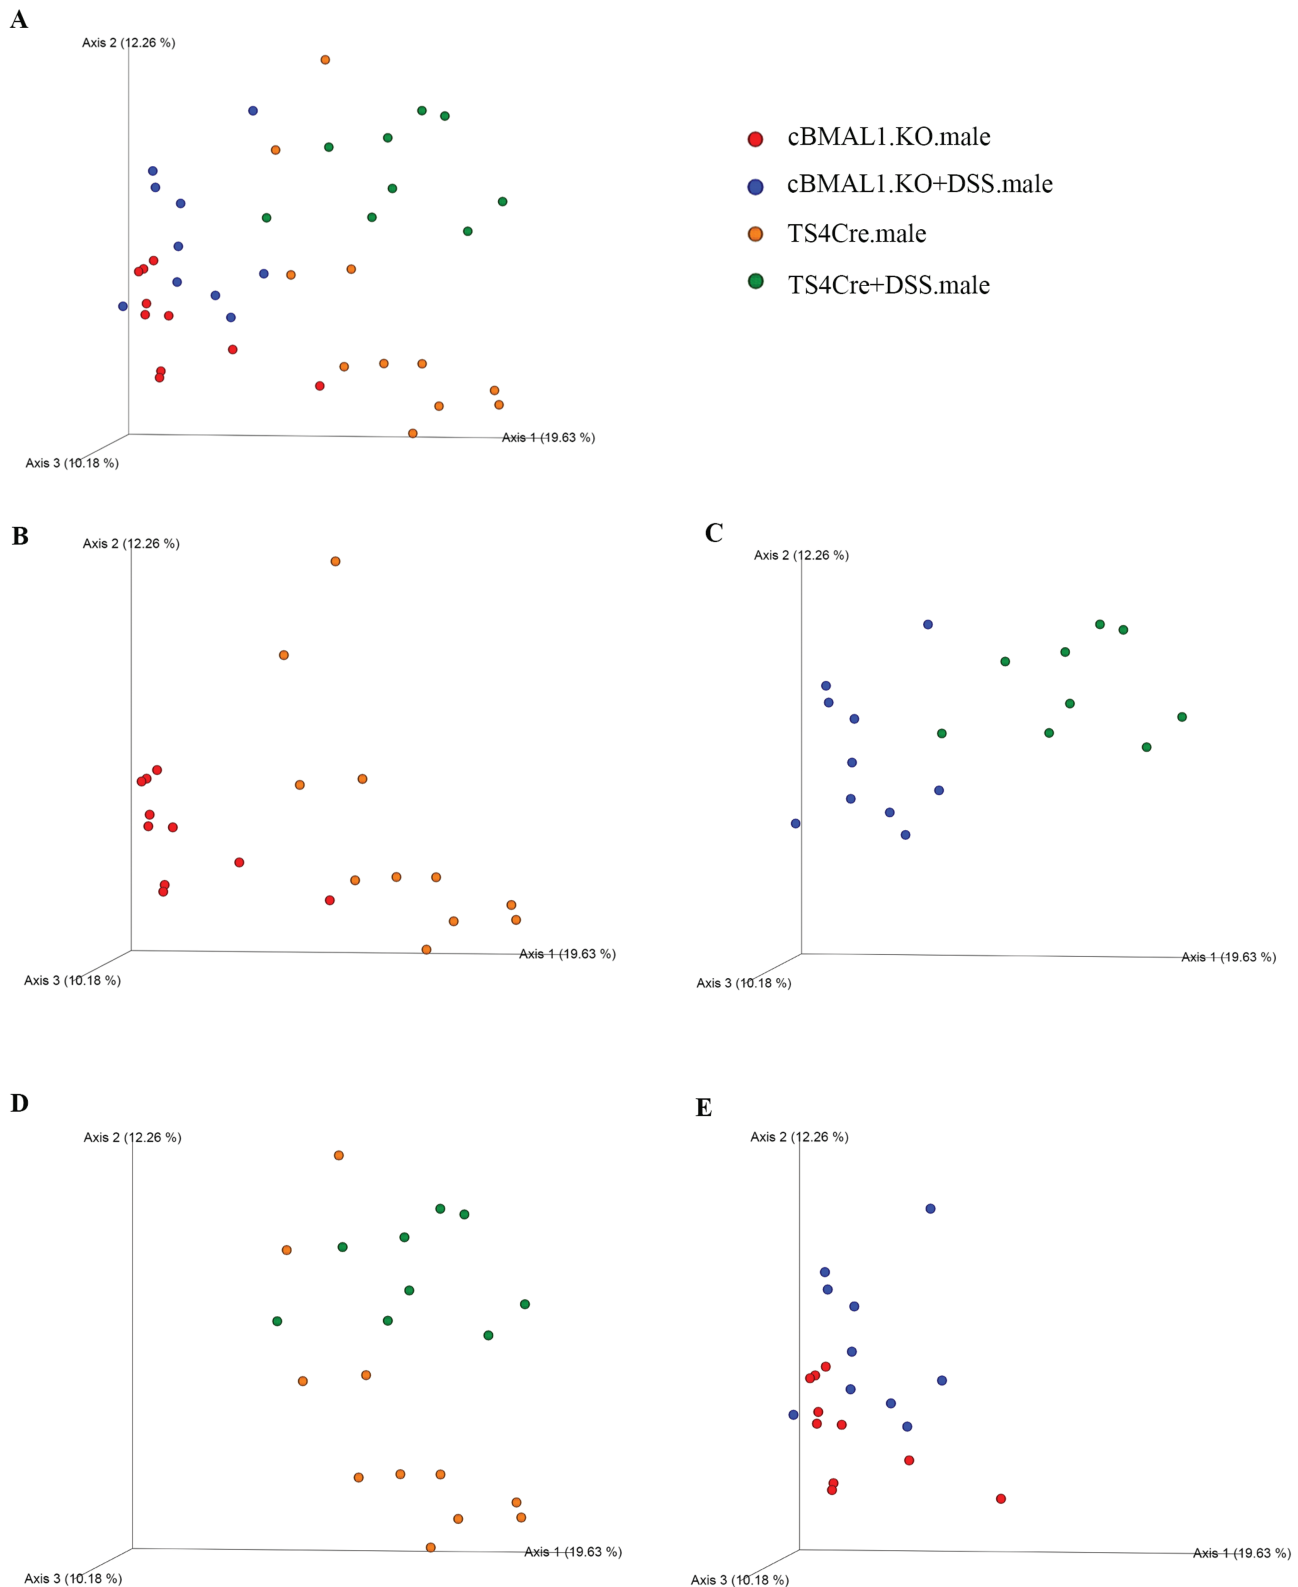 A
Axis 2 (12.26 %)
cBMAL1.KO.male
cBMAL1.KO+DSS.male
TS4Cre.male
TS4Cre+DSS.male
Axis 1 (19.63 %)
Axis 3 (10.18 %)
B
Axis 2 (12.26 %)
Axis 1 (19.63 %)
Axis 3 (10.18 %)
C
Axis 2 (12.26 %)
Axis 1 (19.63 %)
Axis 3 (10.18 %)
D
Axis 2 (12.26 %)
Axis 1 (19.63 %)
Axis 3 (10.18 %)
E
Axis 2 (12.26 %)
Axis 1 (19.63 %)
Axis 3 (10.18 %)